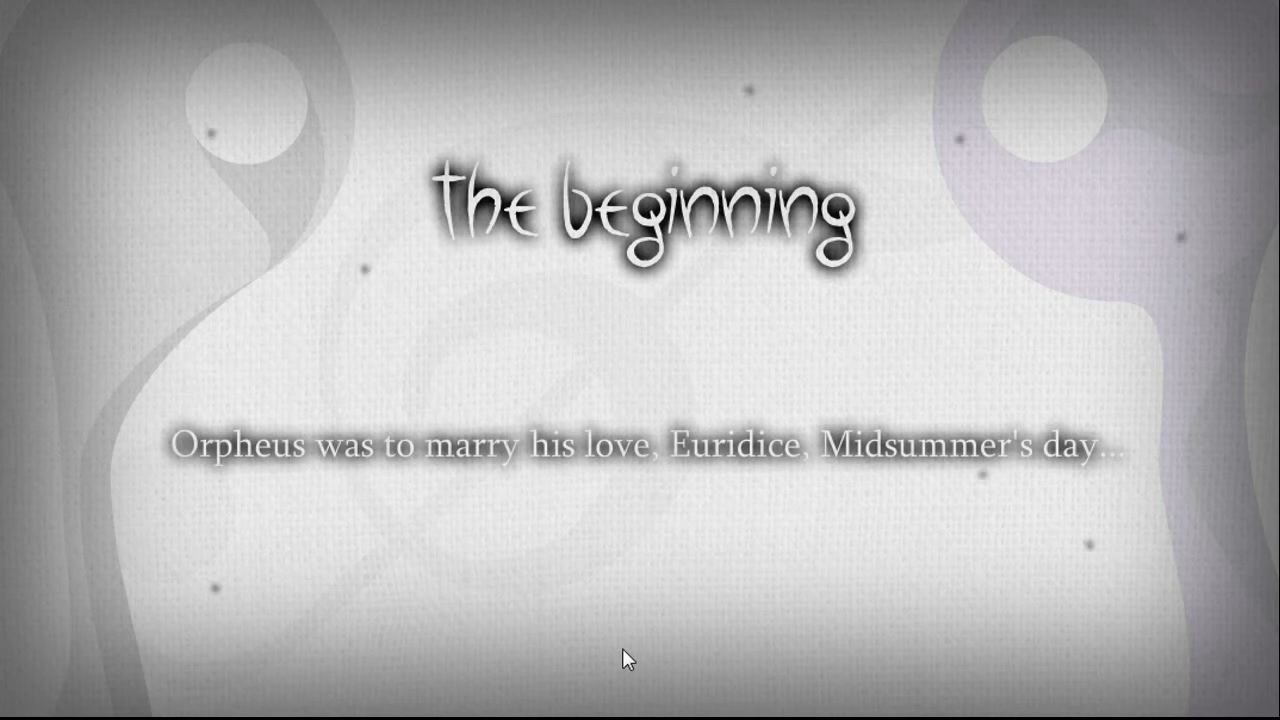 the beginning
Orpheus was to marry his love, Euridice, Midsummer's day...